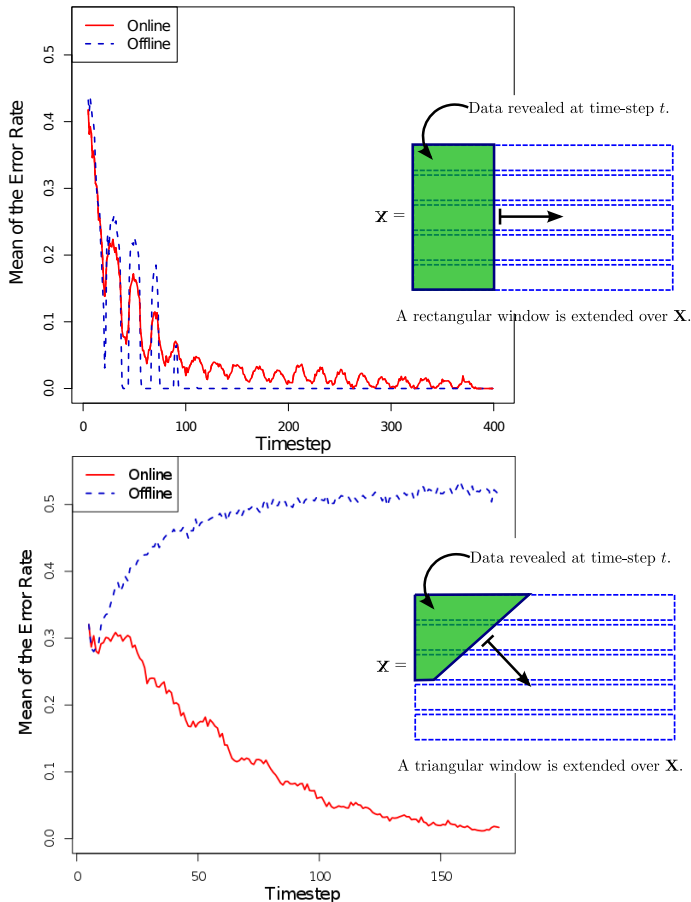 Online
Offline
0.5
0.4
0.3
0.2
0.1
0.0
Mean of the Error Rate
0 100 200 300 400
Timestep
Data revealed at time-step t.
X =
A rectangular window is extended over X.
Online
Offline
0.5
0.4
0.3
0.2
0.1
0.0
Mean of the Error Rate
0 50 100 150
Timestep
Data revealed at time-step t.
X =
A triangular window is extended over X.